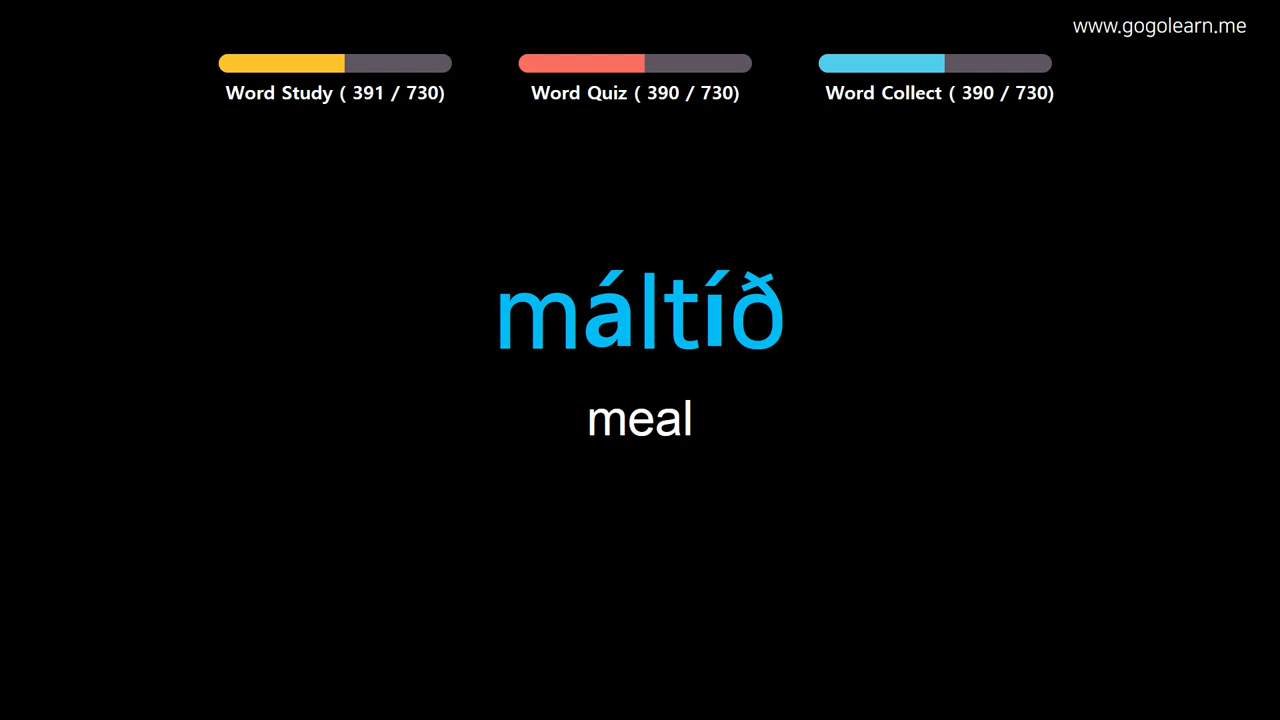 www.gogolearn.me
Word Study ( 391 / 730)
Word Quiz ( 390 / 730)
Word Collect ( 390 / 730)
máltíð
meal